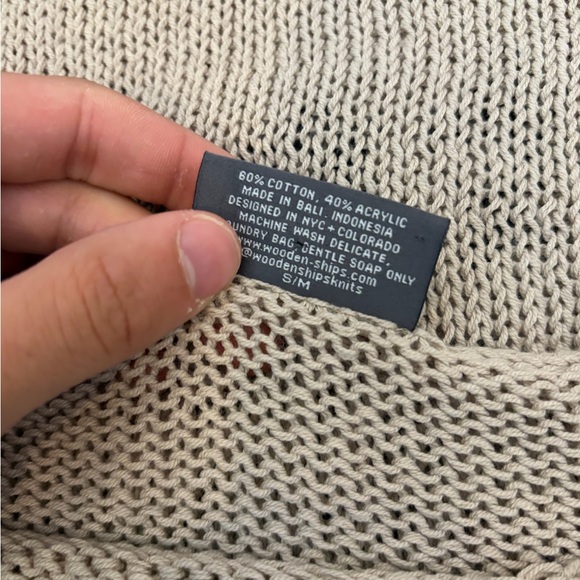 60% COTTON, 40% ACRYLIC
MADE IN BALI, INDONESIA
DESIGNED IN NYC + COLORADO
MACHINE WASH DELICATE,
BAG, GENTLE SOAP ONLY
www.wooden-ships.com
@woodenshipsknits
S/M